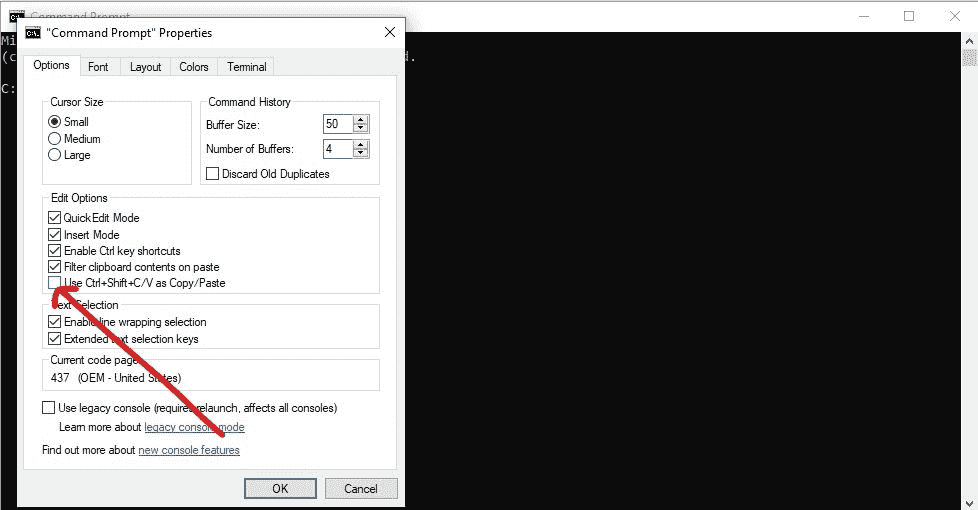 Command Prompt
"Command Prompt" Properties
Mi
(c
d.
C:
Options Font Layout Colors Terminal
Cursor Size
Small
Medium
Large
Command History
Buffer Size: 50
Number of Buffers: 4
Discard Old Duplicates
Edit Options
QuickEdit Mode
Insert Mode
Enable Ctrl key shortcuts
Filter clipboard contents on paste
Use Ctrl+Shift+C/V as Copy/Paste
Text Selection
Enable line wrapping selection
Extended text selection keys
Current code page
437 (OEM - United States)
Use legacy console (requires relaunch, affects all consoles)
Learn more about legacy console mode
Find out more about new console features
OK Cancel